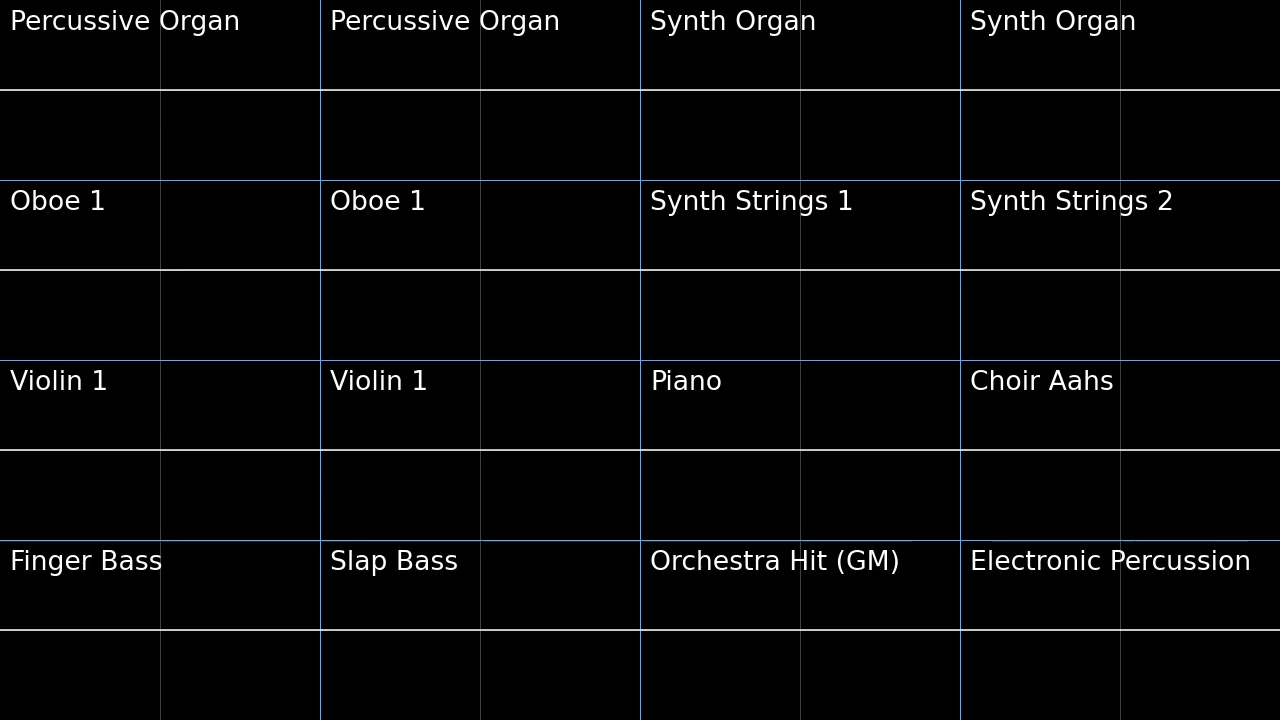 Percussive Organ
Percussive Organ
Synth Organ
Synth Organ
Oboe 1
Oboe 1
Synth Strings 1
Synth Strings 2
Violin 1
Violin 1
Piano
Choir Aahs
Finger Bass
Slap Bass
Orchestra Hit (GM)
Electronic Percussion